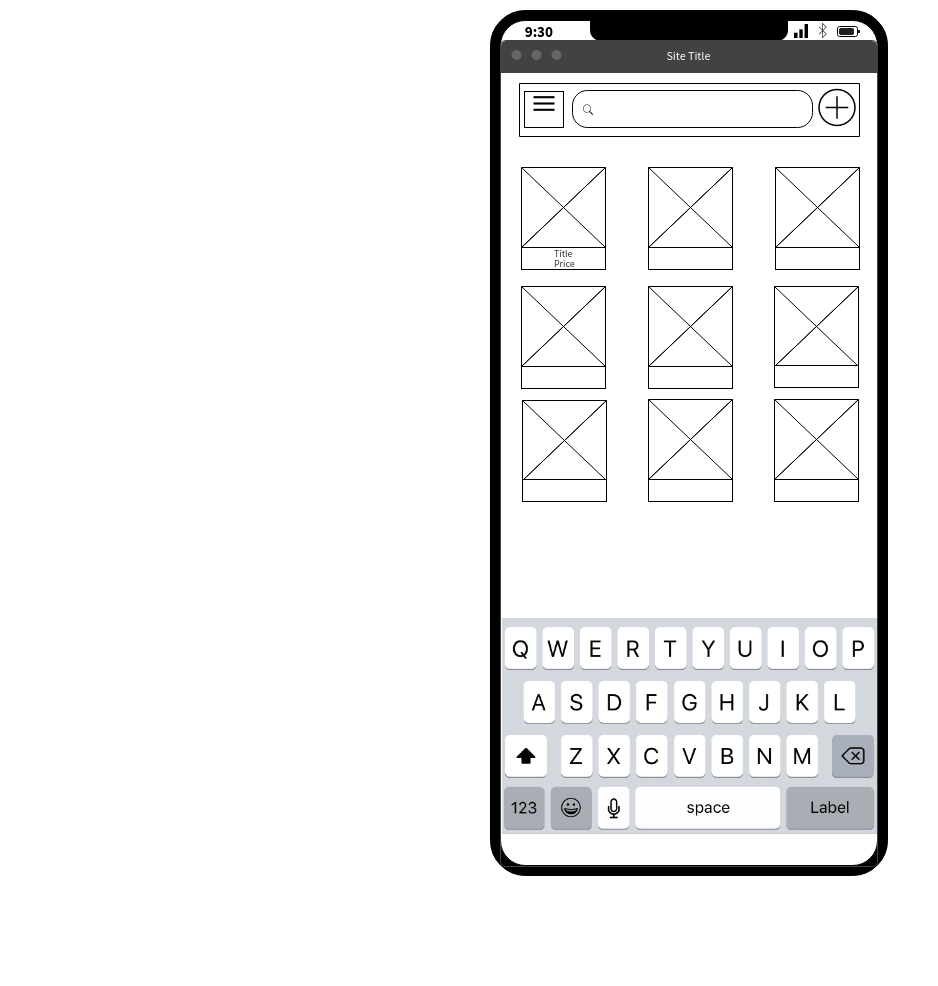 9:30
Site Title
Title
Price
Q W E R T Y U I O P
A S D F G H J K L
Z X C V B N M
123 space Label